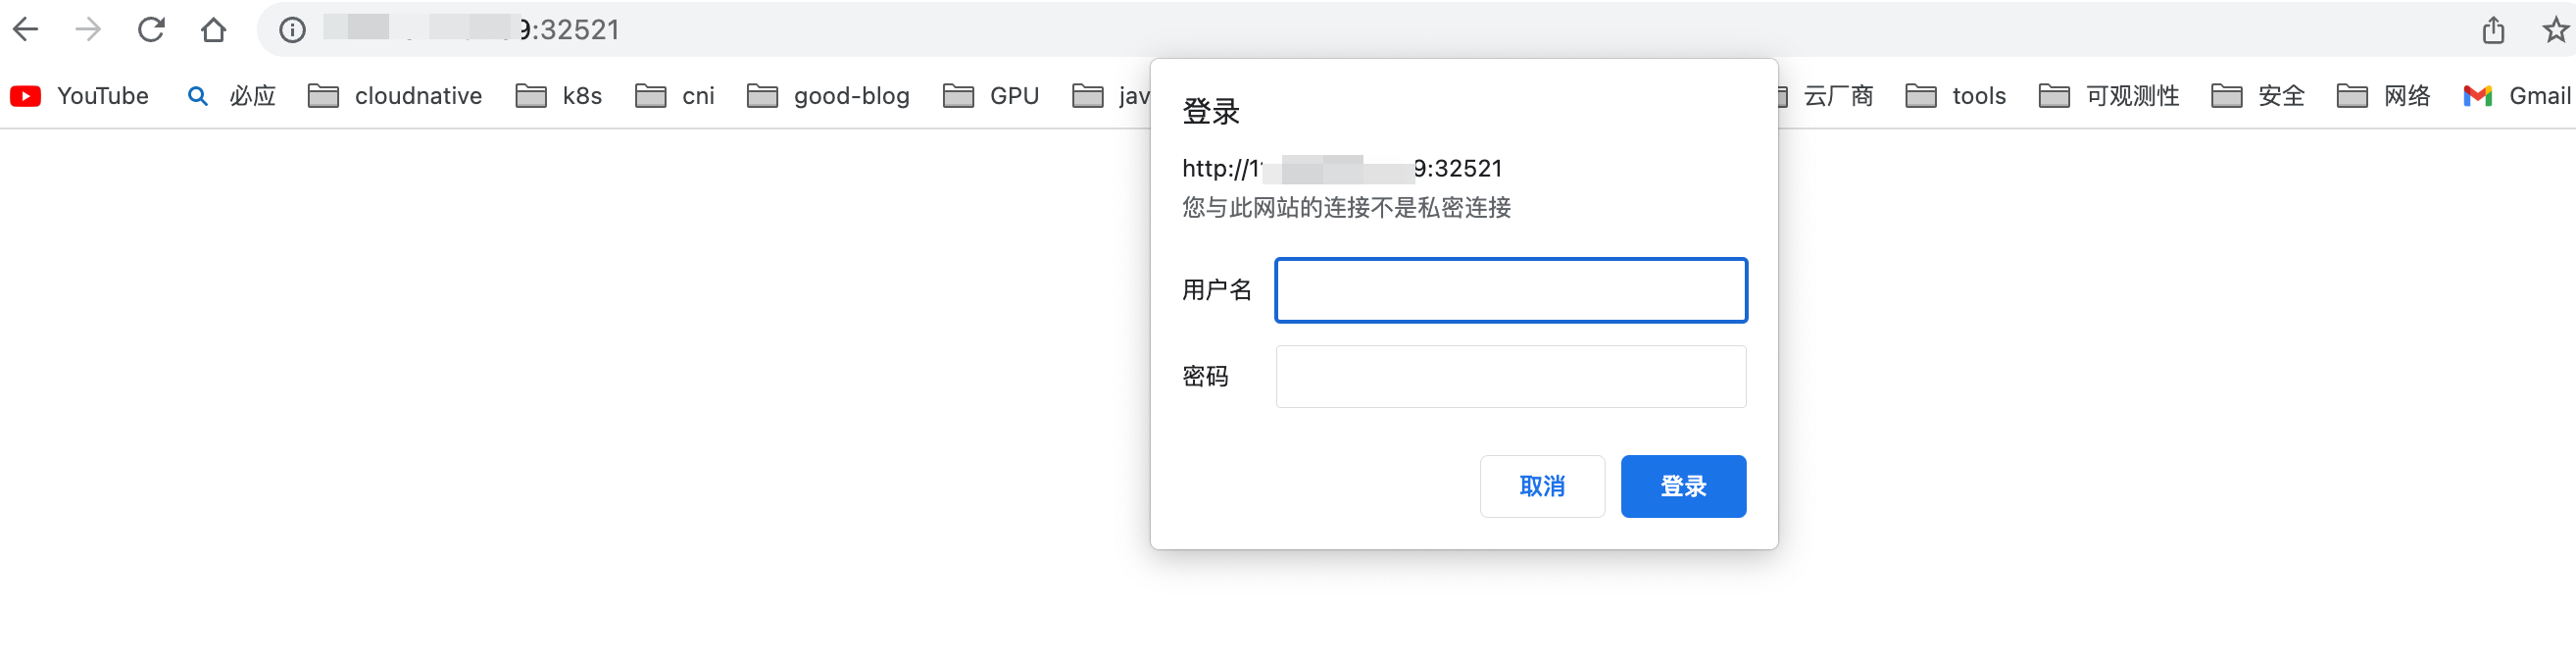 9:32521
YouTube 必应 cloudnative k8s cni good-blog GPU jav 云厂商 tools 可观测性 安全 网络 Gmail
登录
http://1 9:32521
您与此网站的连接不是私密连接
用户名
密码
取消 登录